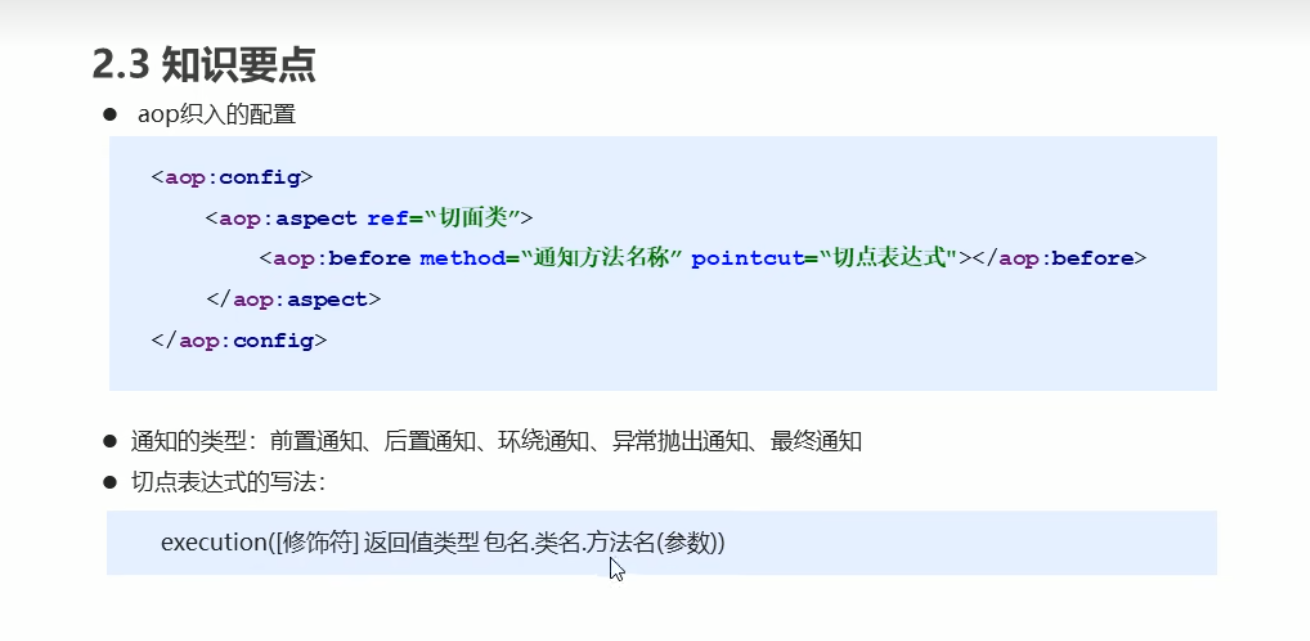 2.3 知识要点
● aop织入的配置
<aop:config>
<aop:aspect ref=“切面类”>
<aop:before method=“通知方法名称” pointcut=“切点表达式"></aop:before>
</aop:aspect>
</aop:config>
● 通知的类型：前置通知、后置通知、环绕通知、异常抛出通知、最终通知
● 切点表达式的写法：
execution([修饰符] 返回值类型 包名.类名.方法名(参数))